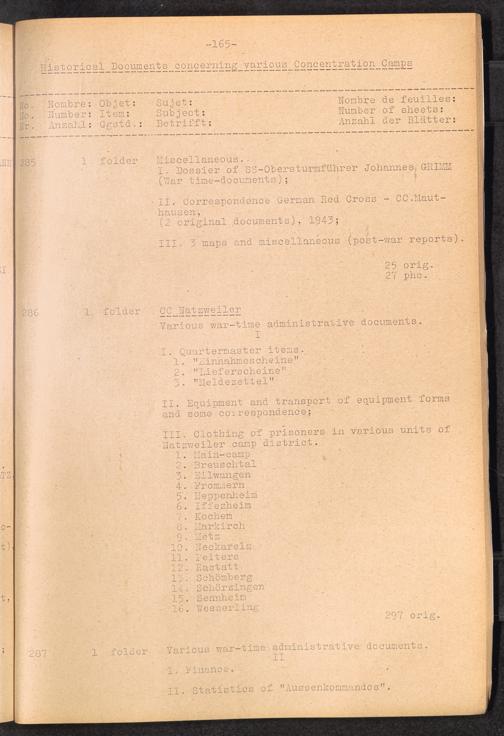 -165-
Historical Documents concerning various Concentration Camps
No. Nombre: Objet: Sujet: Nombre de feuilles:
No. Number: Item: Subject: Number of sheets:
Nr. Anzahl: Ggstd.: Betrifft: Anzahl der Blätter:
285 1 folder Miscellaneous.
I. Dossier of SS-Obersturmführer Johannes GRIMM
(War time-documents);
II. Correspondence German Red Cross - CC.Maut-
hausen,
(2 original documents), 1943;
III. 3 maps and miscellaneous (post-war reports).
25 orig.
27 pho.
286 1 folder CC Natzweiler
Various war-time administrative documents.
I
I. Quartermaster items.
1. "Einnahmescheine"
2. "Lieferscheine"
3. "Meldezettel"
II. Equipment and transport of equipment forms
and some correspondence;
III. Clothing of prisoners in various units of
Natzweiler camp district.
1. Main-camp
2. Breuschtal
3. Ellwangen
4. Frommern
5. Heppenheim
6. Iffezheim
7. Kochem
8. Markirch
9. Metz
10. Neckarelz
11. Peltere
12. Rastatt
13. Schömberg
14. Schörzingen
15. Sennheim
16. Wesserling
297 orig.
287 1 folder Various war-time administrative documents.
II
I. Finance.
II. Statistics of "Aussenkommandos".